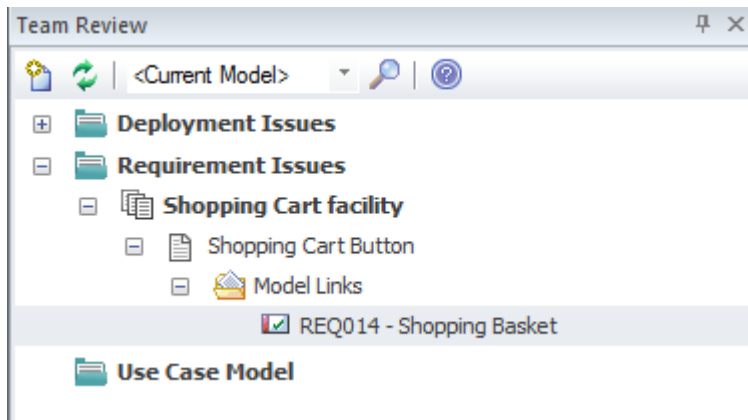 Team Review
<Current Model>
Deployment Issues
Requirement Issues
Shopping Cart facility
Shopping Cart Button
Model Links
REQ014 - Shopping Basket
Use Case Model